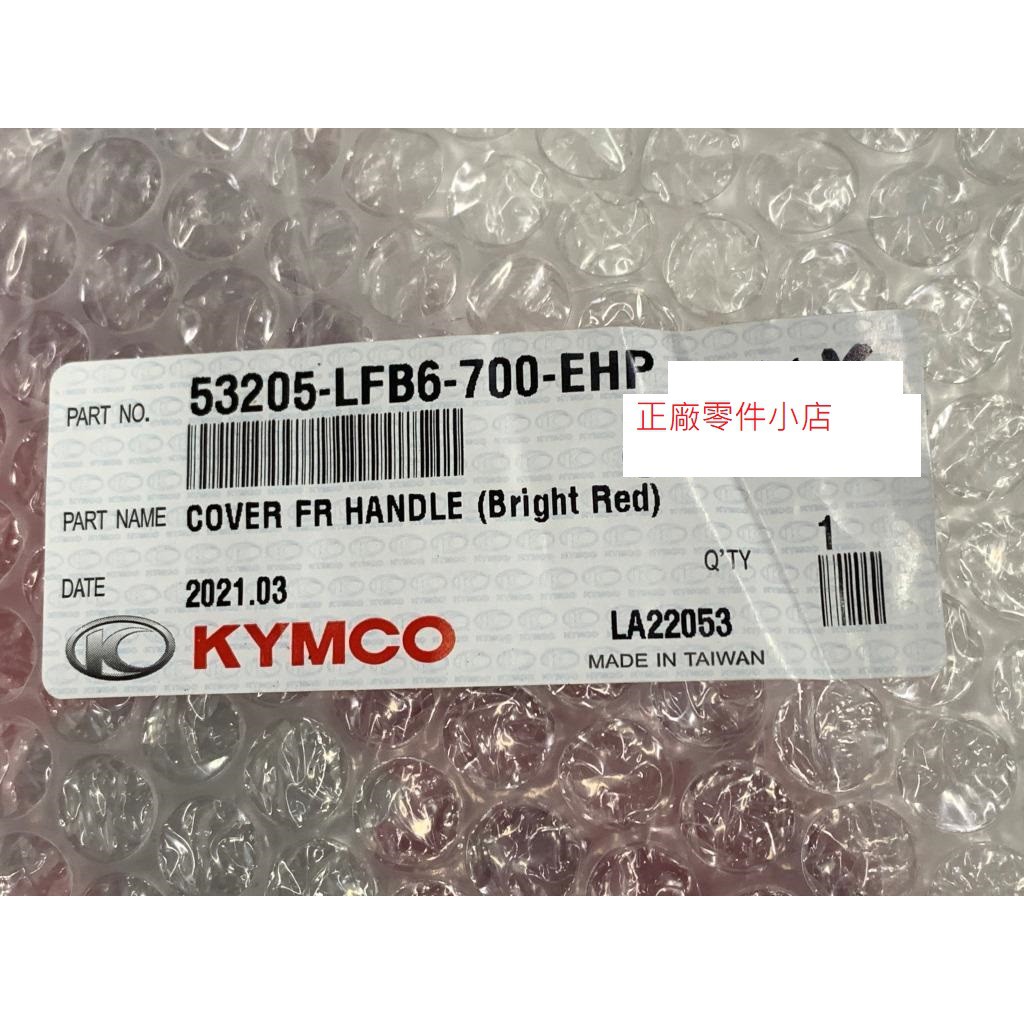 PART NO. 53205-LFB6-700-EHP
正廠零件小店
PART NAME COVER FR HANDLE (Bright Red)
Q'TY 1
DATE 2021.03
KYMCO
LA22053
MADE IN TAIWAN